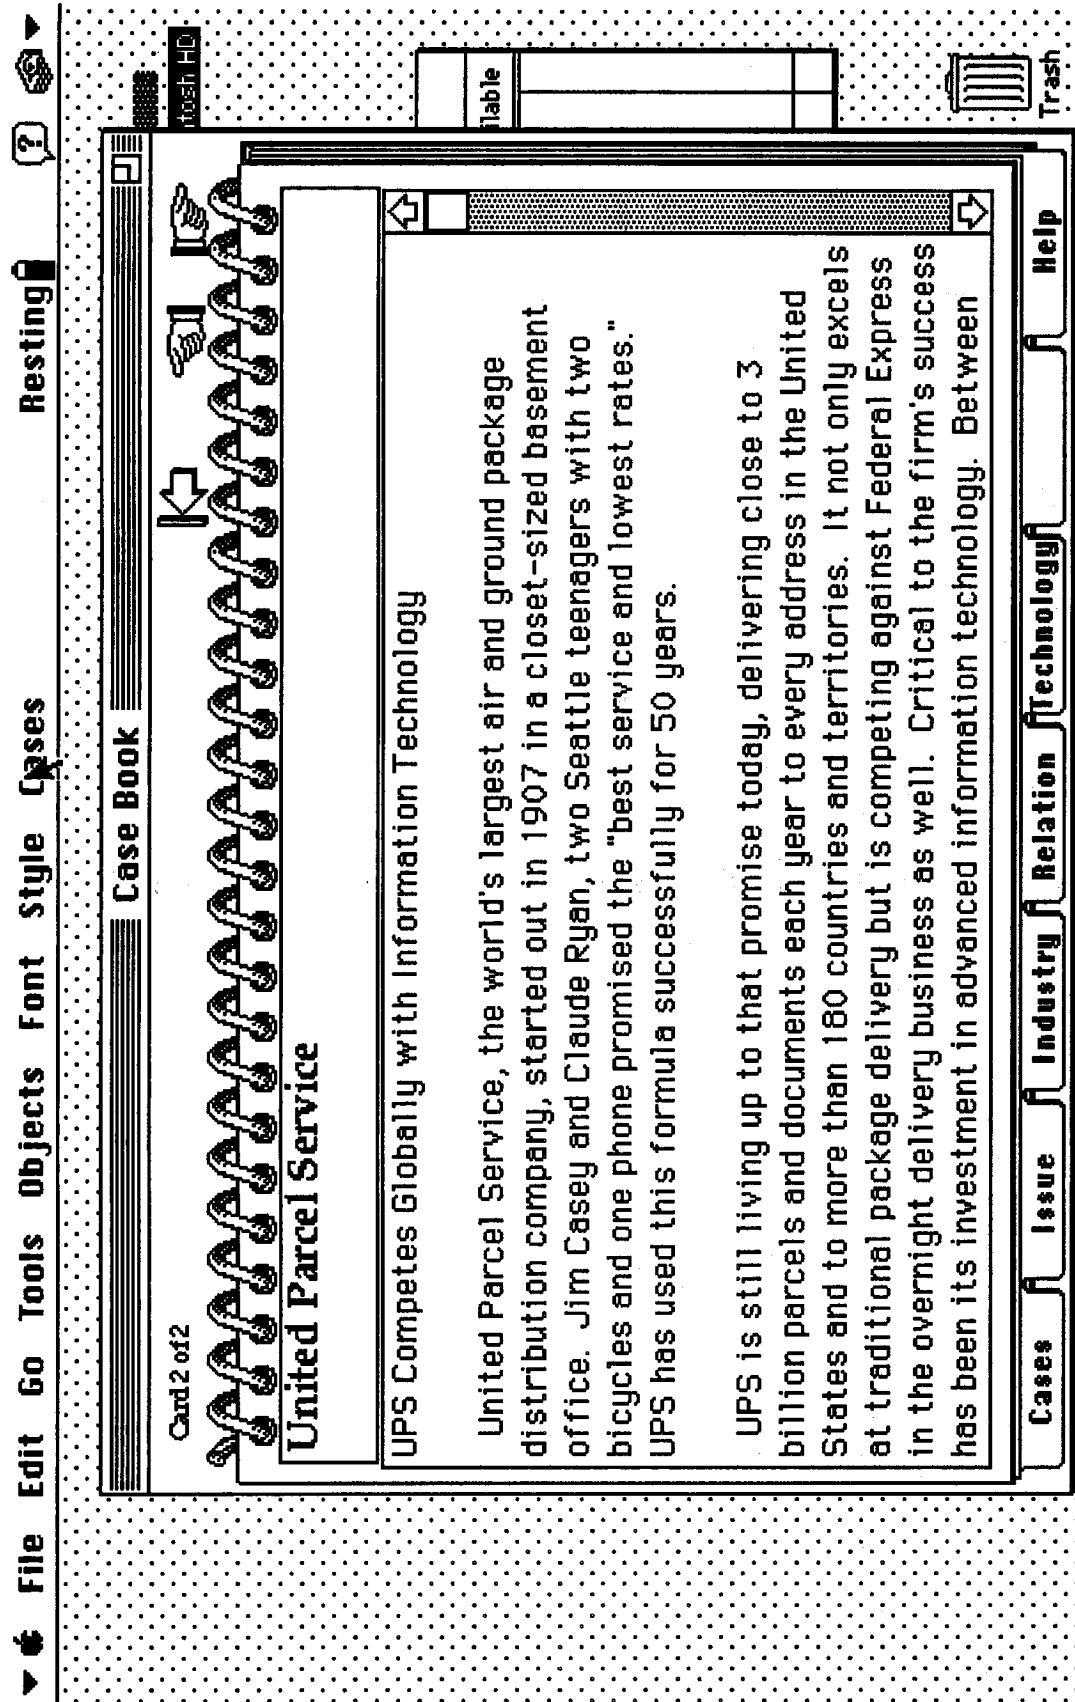 File Edit Go Tools Objects Font Style Cases Resting ?
Case Book
Card 2 of 2
United Parcel Service
UPS Competes Globally with Information Technology
United Parcel Service, the world's largest air and ground package
distribution company, started out in 1907 in a closet-sized basement
office. Jim Casey and Claude Ryan, two Seattle teenagers with two
bicycles and one phone promised the "best service and lowest rates."
UPS has used this formula successfully for 50 years.
UPS is still living up to that promise today, delivering close to 3
billion parcels and documents each year to every address in the United
States and to more than 180 countries and territories. It not only excels
at traditional package delivery but is competing against Federal Express
in the overnight delivery business as well. Critical to the firm's success
has been its investment in advanced information technology. Between
Cases Issue Industry Relation Technology Help
tosh HD
ilable
Trash